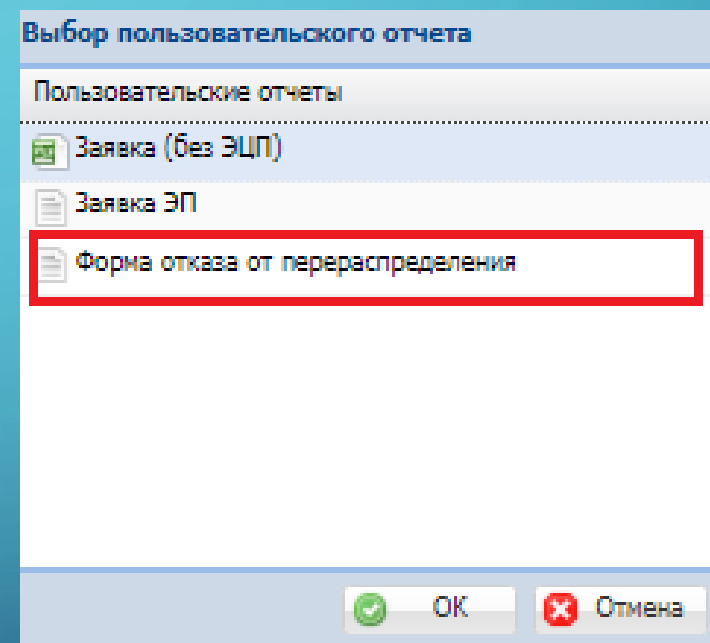 Выбор пользовательского отчета
Пользовательские отчеты
Заявка (без ЭЦП)
Заявка ЭП
Форма отказа от перераспределения
ОК
Отмена